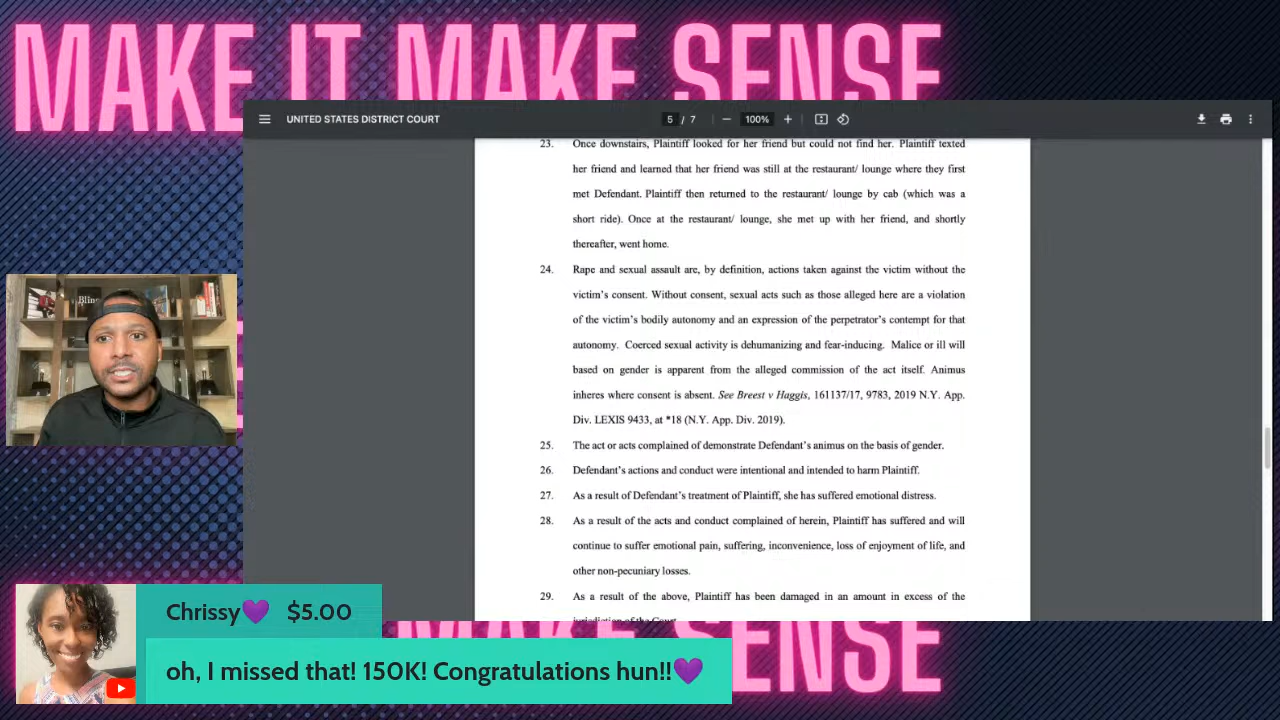 MAKE IT MAKE SENSE
UNITED STATES DISTRICT COURT
5 / 7
100%
23. Once downstairs, Plaintiff looked for her friend but could not find her. Plaintiff texted
her friend and learned that her friend was still at the restaurant/ lounge where they first
met Defendant. Plaintiff then returned to the restaurant/ lounge by cab (which was a
short ride). Once at the restaurant/ lounge, she met up with her friend, and shortly
thereafter, went home.
24. Rape and sexual assault are, by definition, actions taken against the victim without the
victim's consent. Without consent, sexual acts such as those alleged here are a violation
of the victim's bodily autonomy and an expression of the perpetrator's contempt for that
autonomy. Coerced sexual activity is dehumanizing and fear-inducing. Malice or ill will
based on gender is apparent from the alleged commission of the act itself. Animus
inheres where consent is absent. See Breest v Haggis, 161137/17, 9783, 2019 N.Y. App.
Div. LEXIS 9433, at *18 (N.Y. App. Div. 2019).
25. The act or acts complained of demonstrate Defendant's animus on the basis of gender.
26. Defendant's actions and conduct were intentional and intended to harm Plaintiff.
27. As a result of Defendant's treatment of Plaintiff, she has suffered emotional distress.
28. As a result of the acts and conduct complained of herein, Plaintiff has suffered and will
continue to suffer emotional pain, suffering, inconvenience, loss of enjoyment of life, and
other non-pecuniary losses.
29. As a result of the above, Plaintiff has been damaged in an amount in excess of the
jurisdiction of the Court.
Bling
MAKE SENSE
Chrissy💜 $5.00
oh, I missed that! 150K! Congratulations hun!!💜